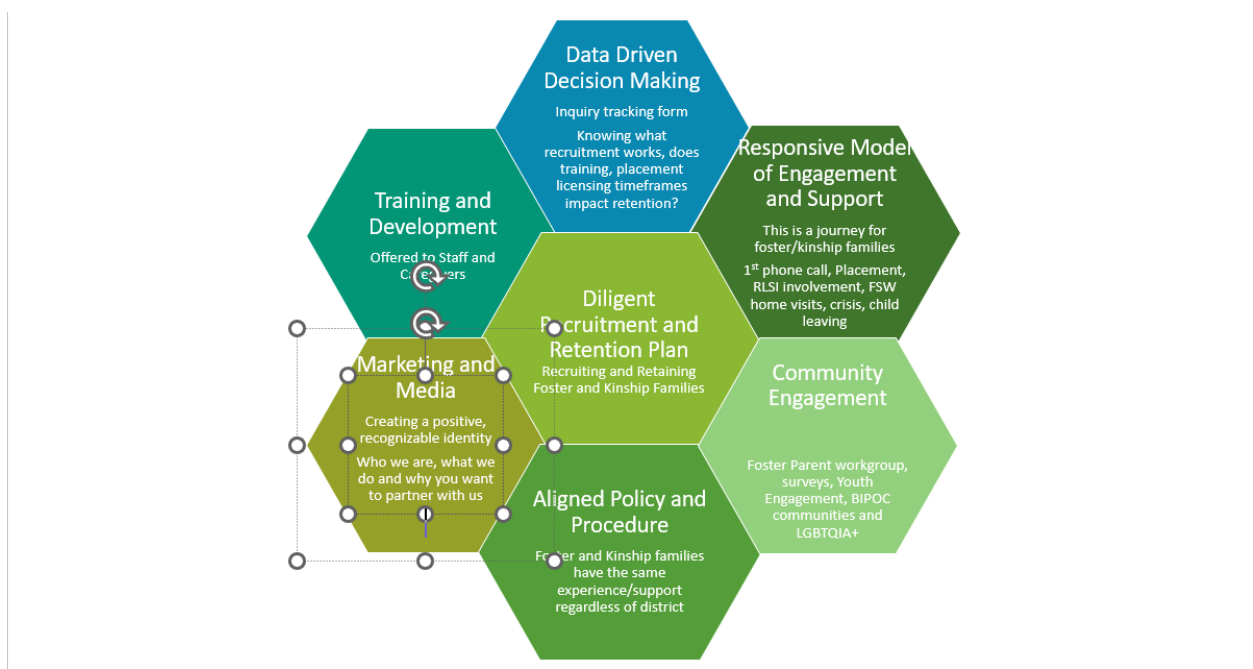 Data Driven
Decision Making
Inquiry tracking form
Knowing what
recruitment works, does
training, placement
licensing timeframes
impact retention?
Responsive Model
of Engagement
and Support
This is a journey for
foster/kinship families
1st phone call, Placement,
RLSI involvement, FSW
home visits, crisis, child
leaving
Training and
Development
Offered to Staff and
Caregivers
Diligent
Recruitment and
Retention Plan
Recruiting and Retaining
Foster and Kinship Families
Marketing and
Media
Creating a positive,
recognizable identity
Who we are, what we
do and why you want
to partner with us
Community
Engagement
Foster Parent workgroup,
surveys, Youth
Engagement, BIPOC
communities and
LGBTQIA+
Aligned Policy and
Procedure
Foster and Kinship families
have the same
experience/support
regardless of district